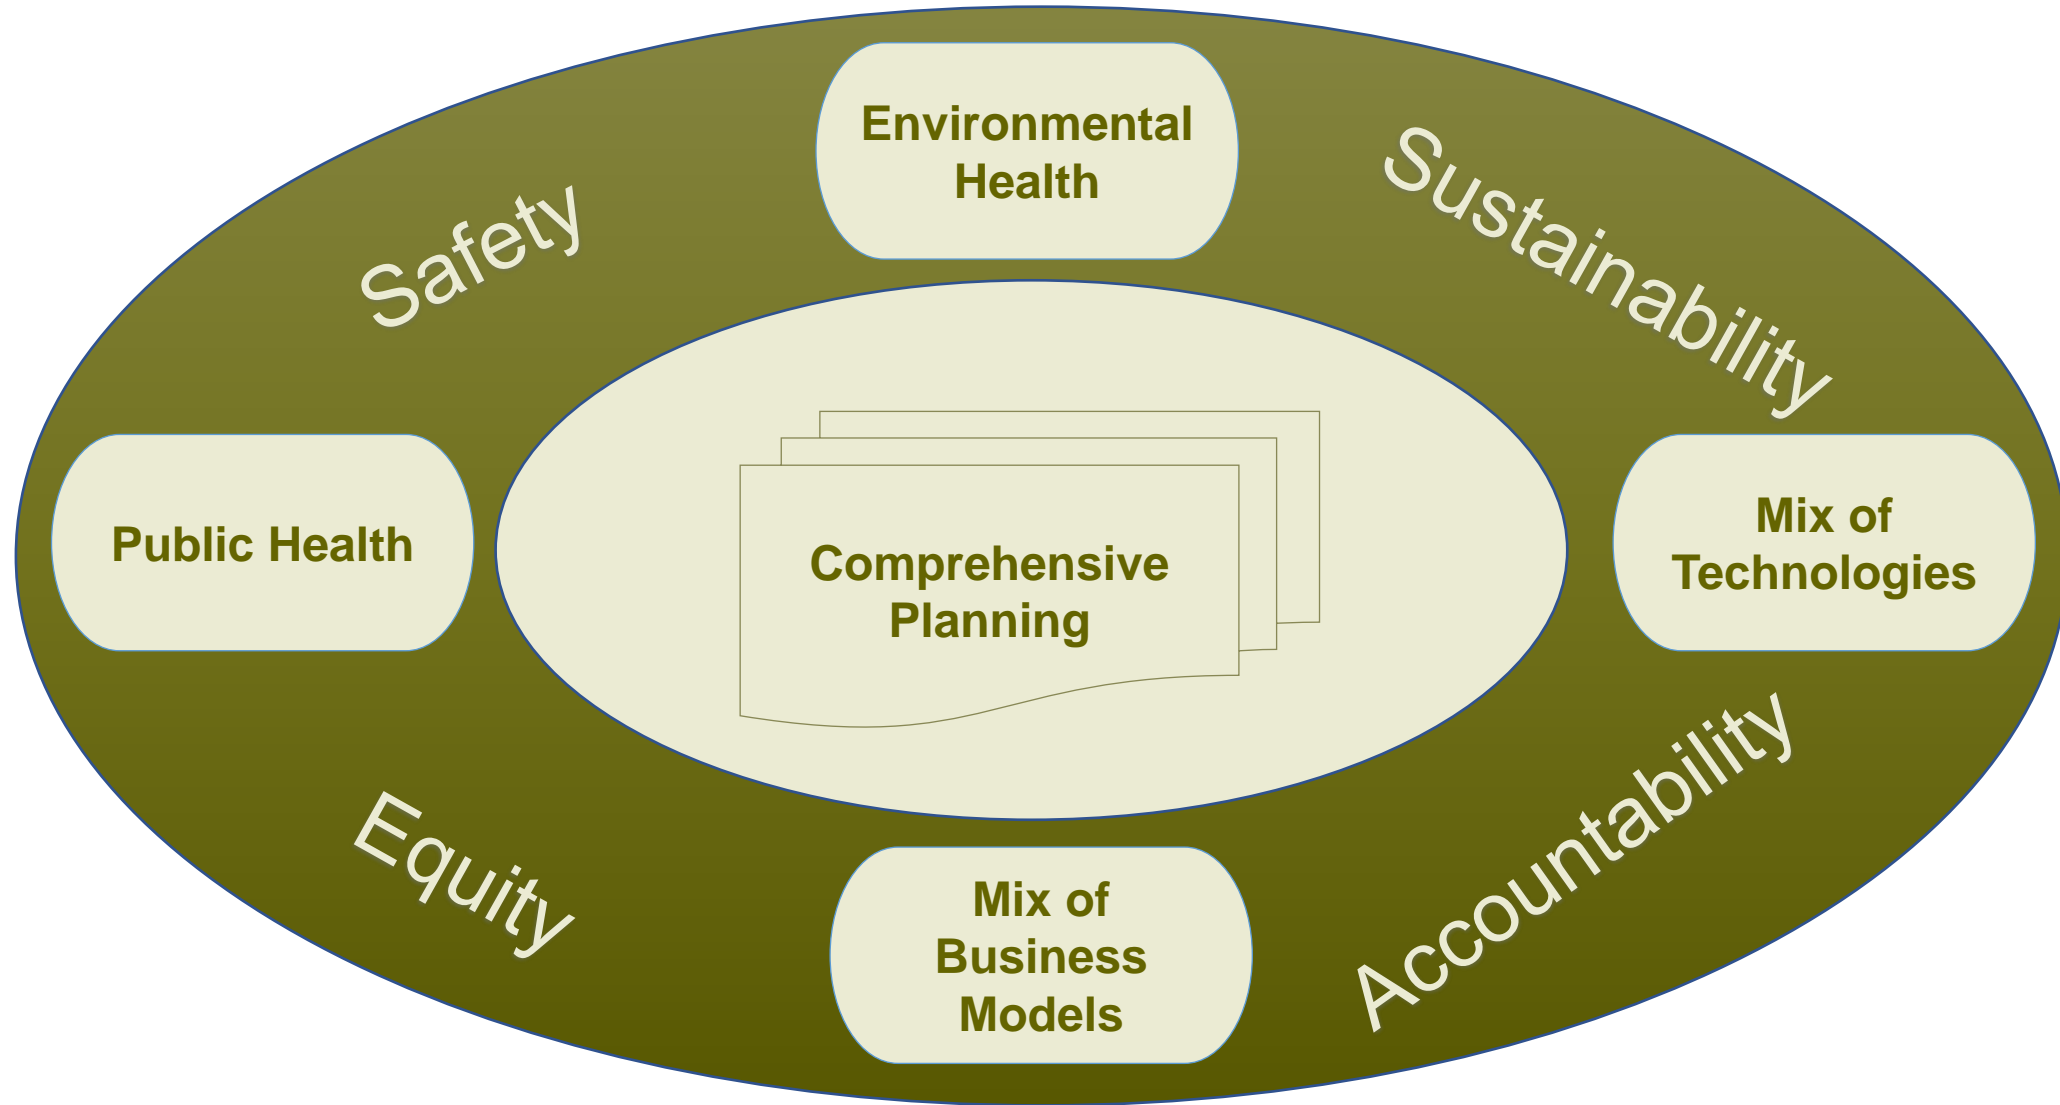 Environmental
Health
Safety
Sustainability
Public Health
Comprehensive
Planning
Mix of
Technologies
Equity
Accountability
Mix of
Business
Models